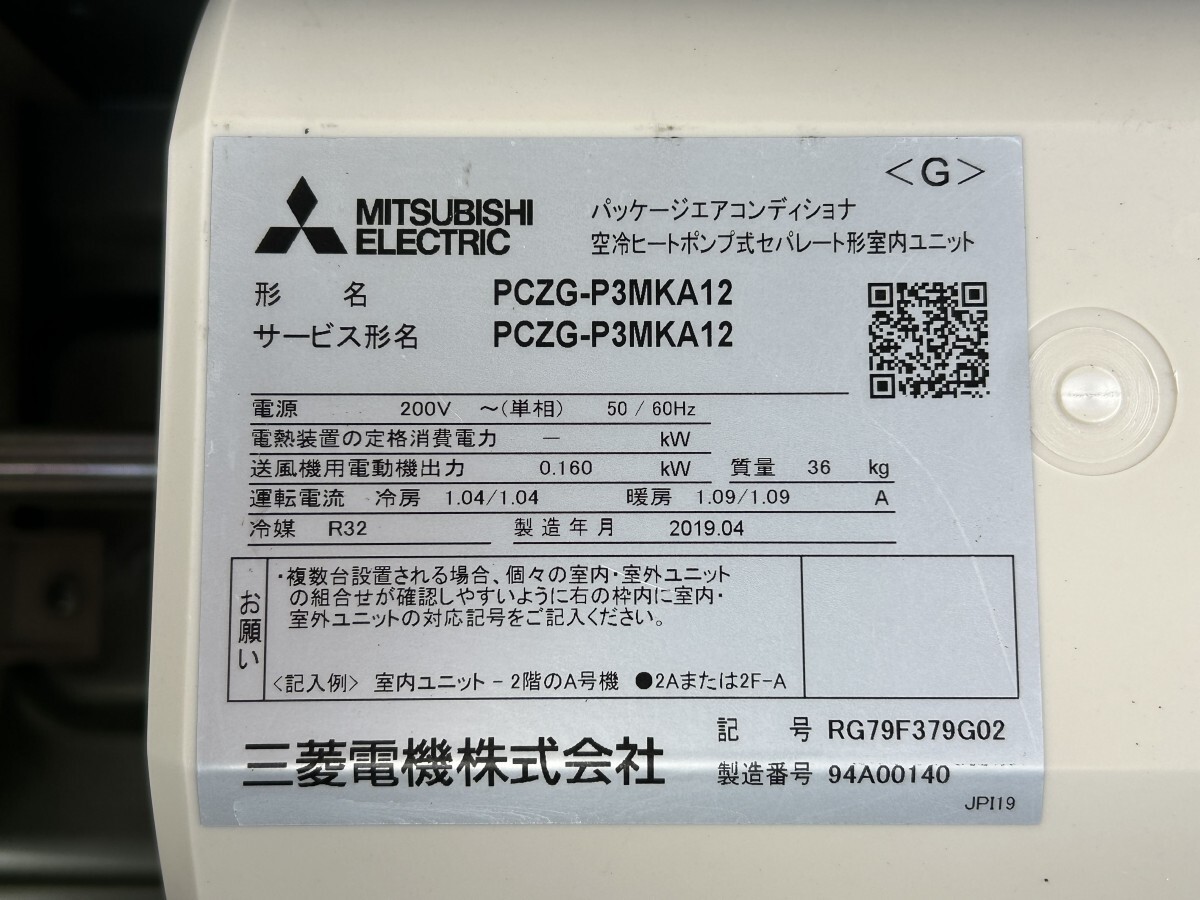 <G>
MITSUBISHI
ELECTRIC
パッケージエアコンディショナ
空冷ヒートポンプ式セパレート形室内ユニット
形 名 PCZG-P3MKA12
サービス形名 PCZG-P3MKA12
電源 200V ～(単相) 50 / 60Hz
電熱装置の定格消費電力 － kW
送風機用電動機出力 0.160 kW 質量 36 kg
運転電流 冷房 1.04/1.04 暖房 1.09/1.09 A
冷媒 R32 製造年月 2019.04
お願い
・複数台設置される場合、個々の室内・室外ユニット
の組合せが確認しやすいように右の枠内に室内・
室外ユニットの対応記号をご記入ください。
<記入例> 室内ユニット - 2階のA号機 ●2Aまたは2F-A
三菱電機株式会社
記 号 RG79F379G02
製造番号 94A00140
JPI19